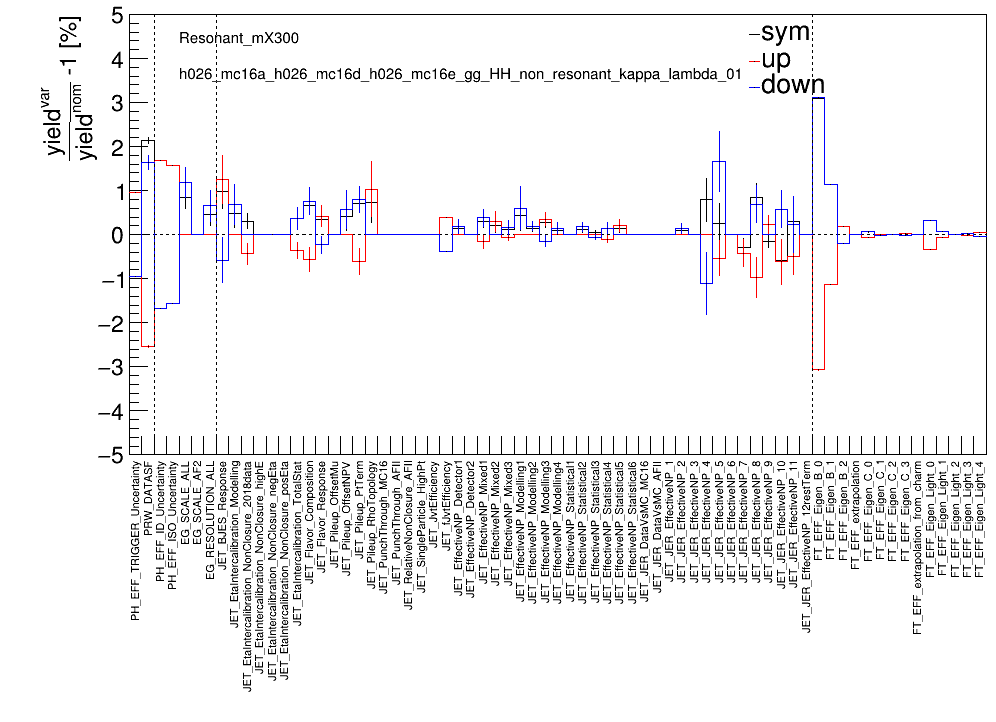 Resonant_mX300
h026_mc16a_h026_mc16d_h026_mc16e_gg_HH_non_resonant_kappa_lambda_01
sym
up
down
yield^var
yield^nom -1 [%]
5
4
3
2
1
0
−1
−2
−3
−4
−5
PH_EFF_TRIGGER_Uncertainty
PRW_DATASF
PH_EFF_ID_Uncertainty
PH_EFF_ISO_Uncertainty
EG_SCALE_ALL
EG_SCALE_AF2
EG_RESOLUTION_ALL
JET_BJES_Response
JET_EtaIntercalibration_Modelling
JET_EtaIntercalibration_NonClosure_2018data
JET_EtaIntercalibration_NonClosure_highE
JET_EtaIntercalibration_NonClosure_negEta
JET_EtaIntercalibration_NonClosure_posEta
JET_EtaIntercalibration_TotalStat
JET_Flavor_Composition
JET_Flavor_Response
JET_Pileup_OffsetMu
JET_Pileup_OffsetNPV
JET_Pileup_PtTerm
JET_Pileup_RhoTopology
JET_PunchThrough_MC16
JET_PunchThrough_AFII
JET_RelativeNonClosure_AFII
JET_SingleParticle_HighPt
JET_JvtEfficiency
JET_fJvtEfficiency
JET_EffectiveNP_Detector1
JET_EffectiveNP_Detector2
JET_EffectiveNP_Mixed1
JET_EffectiveNP_Mixed2
JET_EffectiveNP_Mixed3
JET_EffectiveNP_Modelling1
JET_EffectiveNP_Modelling2
JET_EffectiveNP_Modelling3
JET_EffectiveNP_Modelling4
JET_EffectiveNP_Statistical1
JET_EffectiveNP_Statistical2
JET_EffectiveNP_Statistical3
JET_EffectiveNP_Statistical4
JET_EffectiveNP_Statistical5
JET_EffectiveNP_Statistical6
JET_JER_DataVsMC_MC16
JET_JER_DataVsMC_AFII
JET_JER_EffectiveNP_1
JET_JER_EffectiveNP_2
JET_JER_EffectiveNP_3
JET_JER_EffectiveNP_4
JET_JER_EffectiveNP_5
JET_JER_EffectiveNP_6
JET_JER_EffectiveNP_7
JET_JER_EffectiveNP_8
JET_JER_EffectiveNP_9
JET_JER_EffectiveNP_10
JET_JER_EffectiveNP_11
JET_JER_EffectiveNP_12restTerm
FT_EFF_Eigen_B_0
FT_EFF_Eigen_B_1
FT_EFF_Eigen_B_2
FT_EFF_extrapolation
FT_EFF_Eigen_C_0
FT_EFF_Eigen_C_1
FT_EFF_Eigen_C_2
FT_EFF_Eigen_C_3
FT_EFF_extrapolation_from_charm
FT_EFF_Eigen_Light_0
FT_EFF_Eigen_Light_1
FT_EFF_Eigen_Light_2
FT_EFF_Eigen_Light_3
FT_EFF_Eigen_Light_4